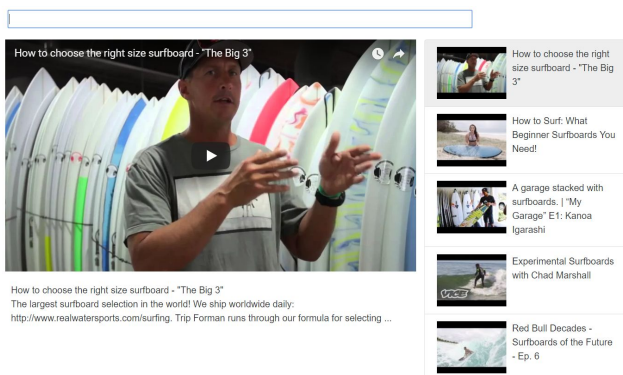 How to choose the right size surfboard - "The Big 3"
How to choose the right size surfboard - "The Big 3"
The largest surfboard selection in the world! We ship worldwide daily:
http://www.realwatersports.com/surfing. Trip Forman runs through our formula for selecting ...
How to choose the right
size surfboard - "The Big
3"
How to Surf: What
Beginner Surfboards You
Need!
A garage stacked with
surfboards. | “My
Garage” E1: Kanoa
Igarashi
Experimental Surfboards
with Chad Marshall
VICE
Red Bull Decades -
Surfboards of the Future
- Ep. 6